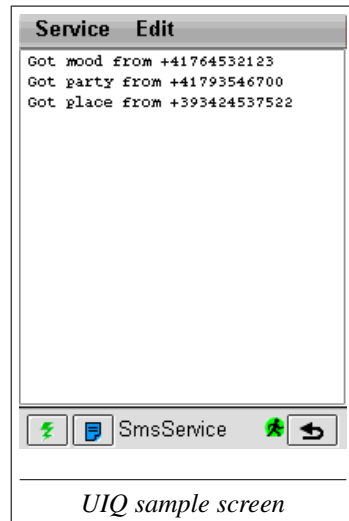 Service Edit
Got mood from +41764532123
Got party from +41793546700
Got place from +393424537522
SmsService
UIQ sample screen